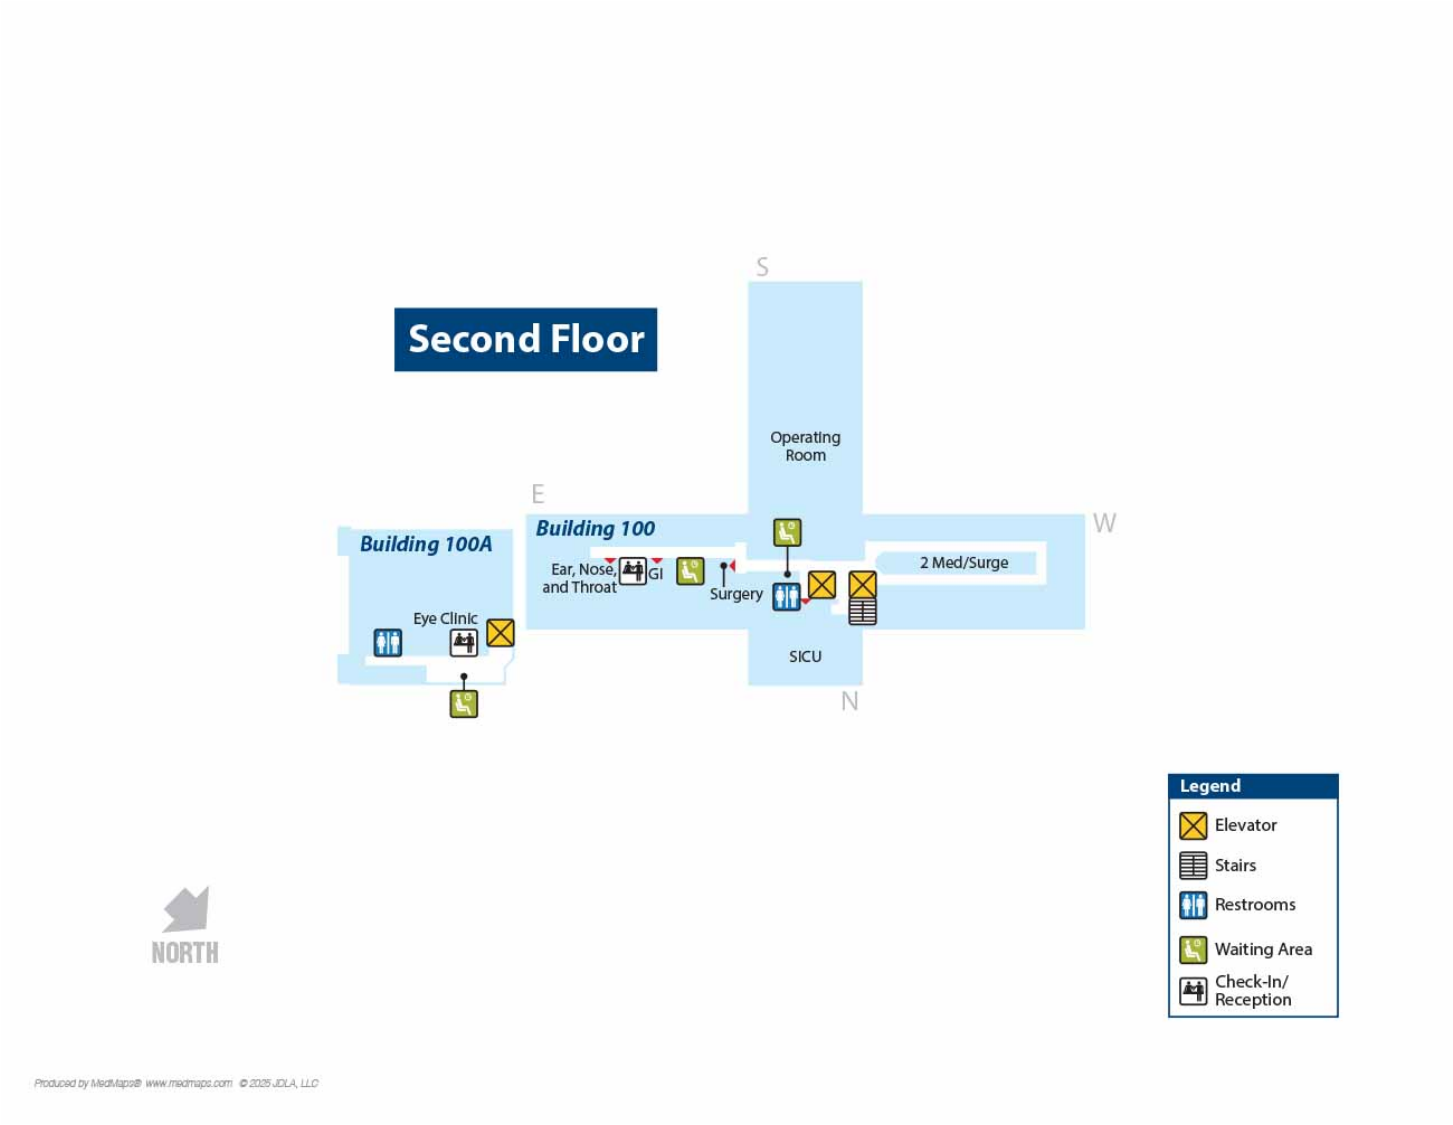 S
Second Floor
Operating
Room
E
W
Building 100
Building 100A
2 Med/Surge
Ear, Nose,
and Throat
GI
Surgery
Eye Clinic
SICU
N
Legend
Elevator
Stairs
Restrooms
Waiting Area
Check-In/
Reception
NORTH
Produced by MedMaps® www.medmaps.com © 2025 JDLA, LLC